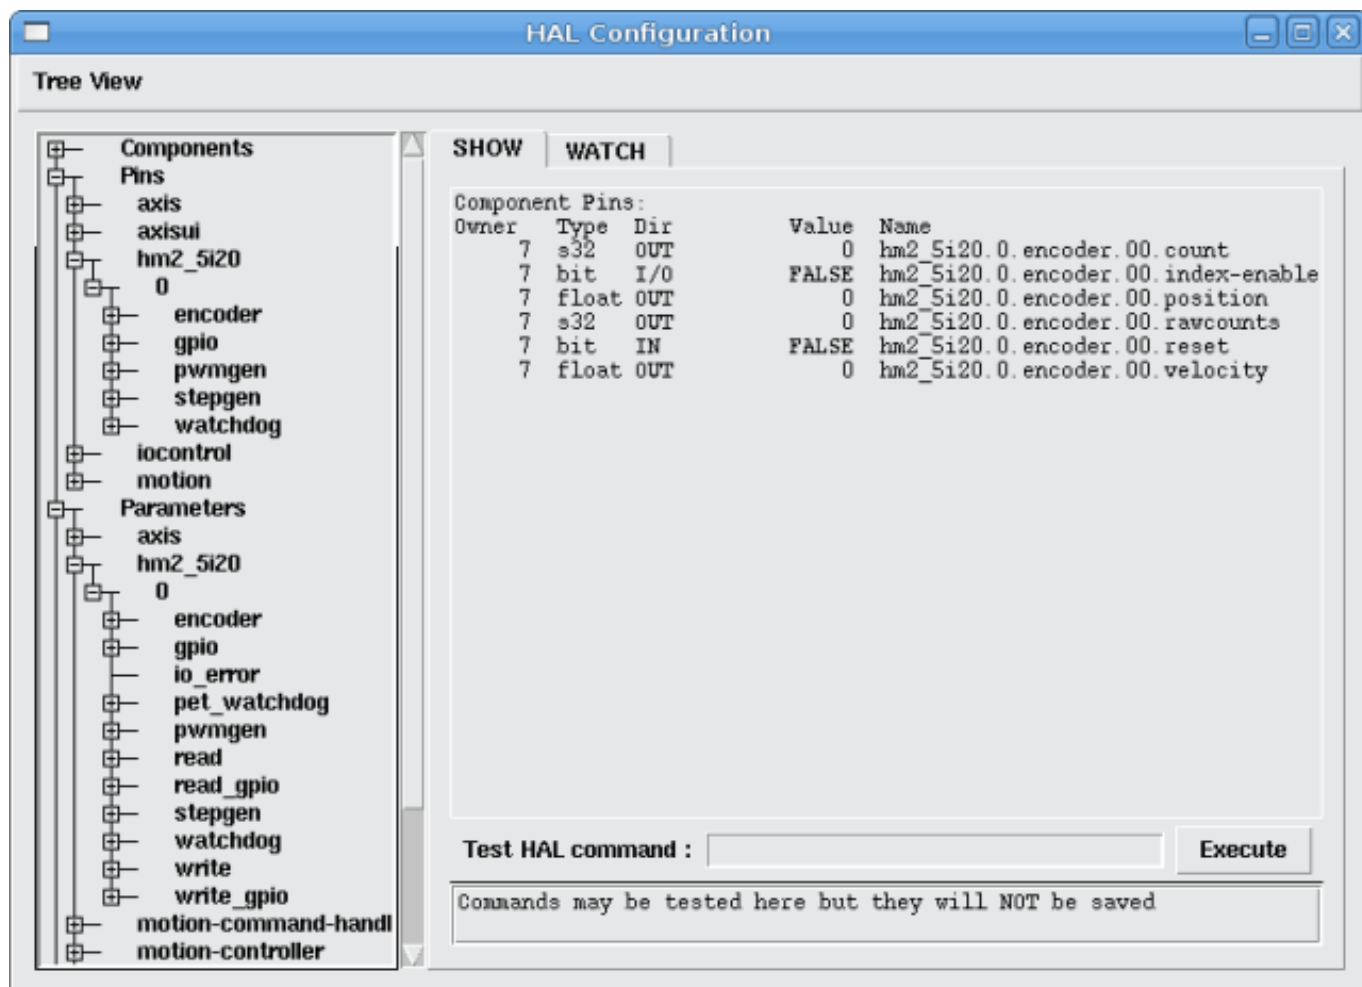 HAL Configuration
Tree View
Components
Pins
axis
axisui
hm2_5i20
0
encoder
gpio
pwmgen
stepgen
watchdog
iocontrol
motion
Parameters
axis
hm2_5i20
0
encoder
gpio
io_error
pet_watchdog
pwmgen
read
read_gpio
stepgen
watchdog
write
write_gpio
motion-command-handl
motion-controller
SHOW WATCH
Component Pins:
Owner Type Dir Value Name
7 s32 OUT 0 hm2_5i20.0.encoder.00.count
7 bit I/O FALSE hm2_5i20.0.encoder.00.index-enable
7 float OUT 0 hm2_5i20.0.encoder.00.position
7 s32 OUT 0 hm2_5i20.0.encoder.00.rawcounts
7 bit IN FALSE hm2_5i20.0.encoder.00.reset
7 float OUT 0 hm2_5i20.0.encoder.00.velocity
Test HAL command : Execute
Commands may be tested here but they will NOT be saved